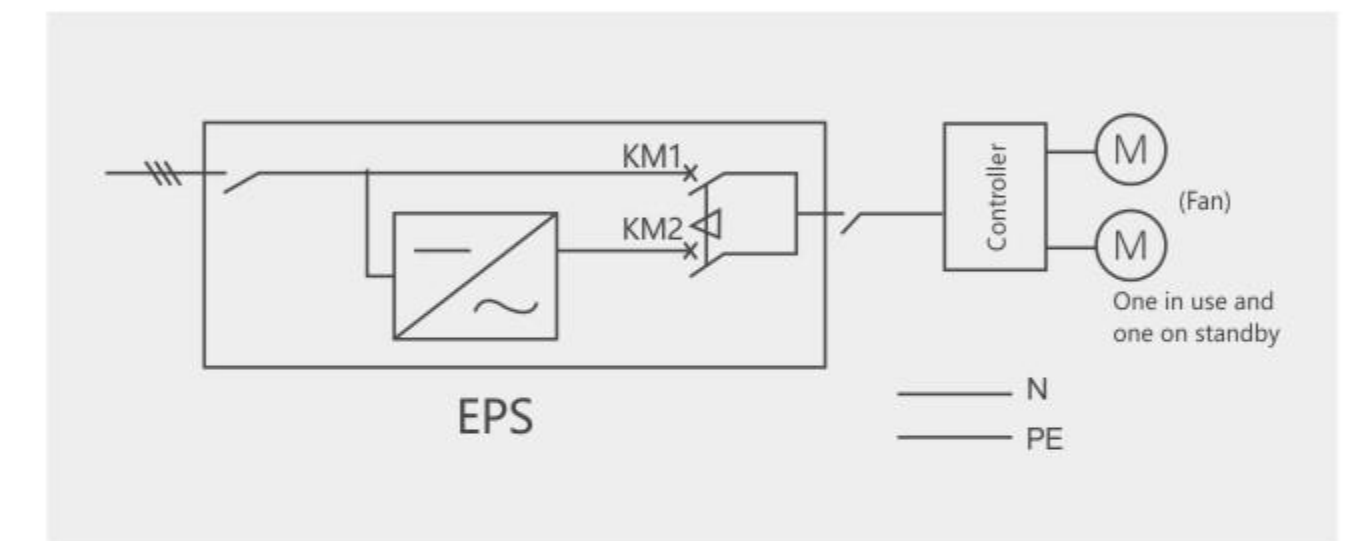 KM1
KM2
EPS
Controller
M
(Fan)
M
One in use and
one on standby
N
PE